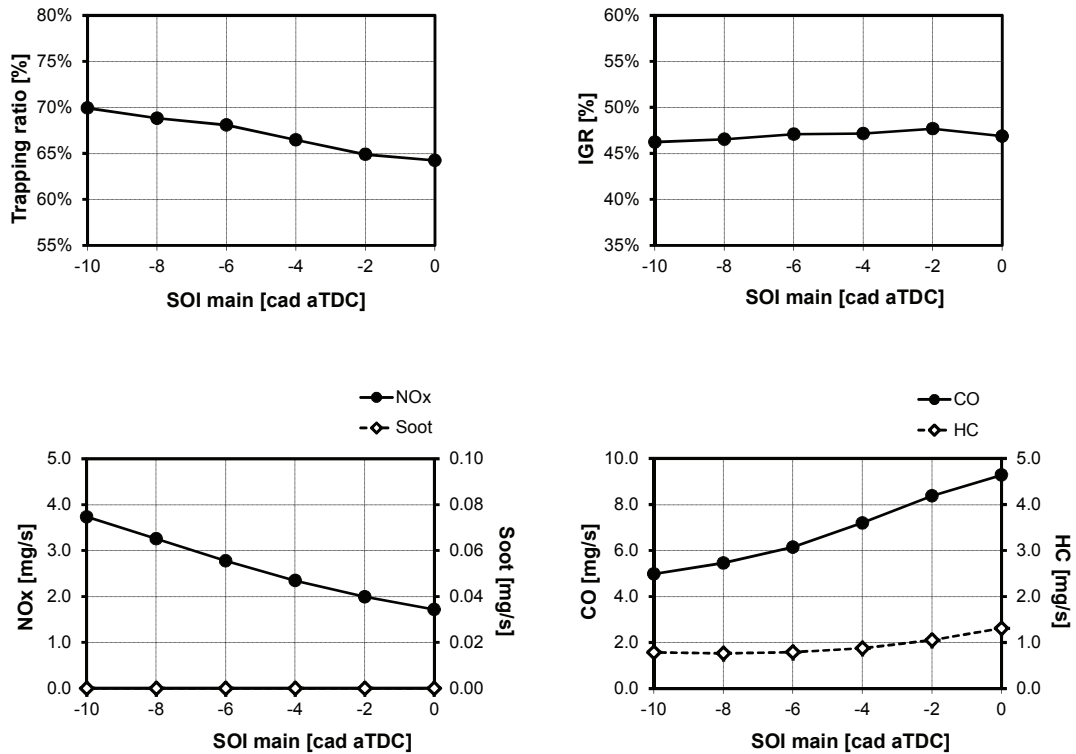 Trapping ratio [%]
80%
75%
70%
65%
60%
55%
-10 -8 -6 -4 -2 0
SOI main [cad aTDC]
IGR [%]
60%
55%
50%
45%
40%
35%
-10 -8 -6 -4 -2 0
SOI main [cad aTDC]
NOx
Soot
NOx [mg/s]
5.0
4.0
3.0
2.0
1.0
0.0
0.10
0.08
0.06
0.04
0.02
0.00
Soot [mg/s]
-10 -8 -6 -4 -2 0
SOI main [cad aTDC]
CO
HC
CO [mg/s]
10.0
8.0
6.0
4.0
2.0
0.0
5.0
4.0
3.0
2.0
1.0
0.0
HC [mg/s]
-10 -8 -6 -4 -2 0
SOI main [cad aTDC]